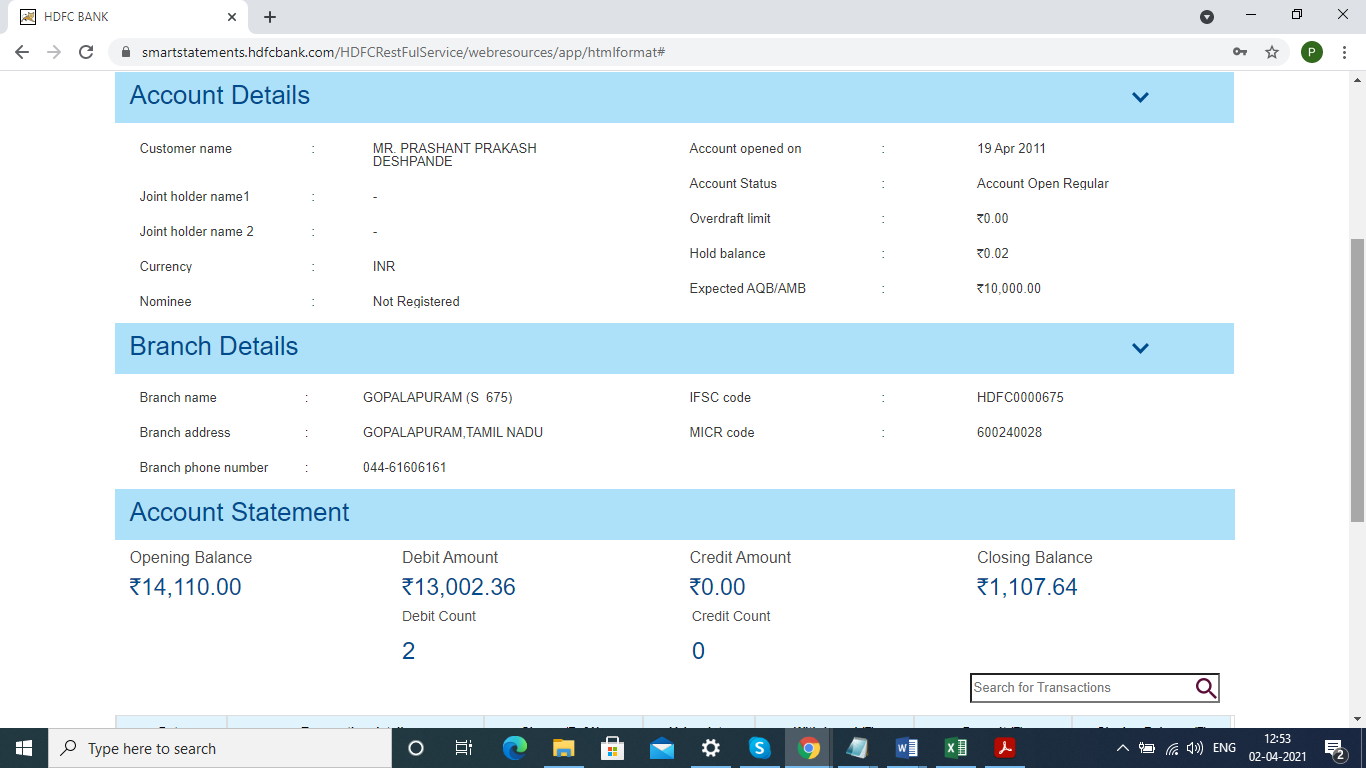 HDFC BANK
smartstatements.hdfcbank.com/HDFCRestFulService/webresources/app/htmlformat#
P
Account Details
Customer name : MR. PRASHANT PRAKASH DESHPANDE
Joint holder name1 : -
Joint holder name 2 : -
Currency : INR
Nominee : Not Registered
Account opened on : 19 Apr 2011
Account Status : Account Open Regular
Overdraft limit : ₹0.00
Hold balance : ₹0.02
Expected AQB/AMB : ₹10,000.00
Branch Details
Branch name : GOPALAPURAM (S 675)
Branch address : GOPALAPURAM,TAMIL NADU
Branch phone number : 044-61606161
IFSC code : HDFC0000675
MICR code : 600240028
Account Statement
Opening Balance
₹14,110.00
Debit Amount
₹13,002.36
Debit Count
2
Credit Amount
₹0.00
Credit Count
0
Closing Balance
₹1,107.64
Search for Transactions
Type here to search
ENG
12:53
02-04-2021
2